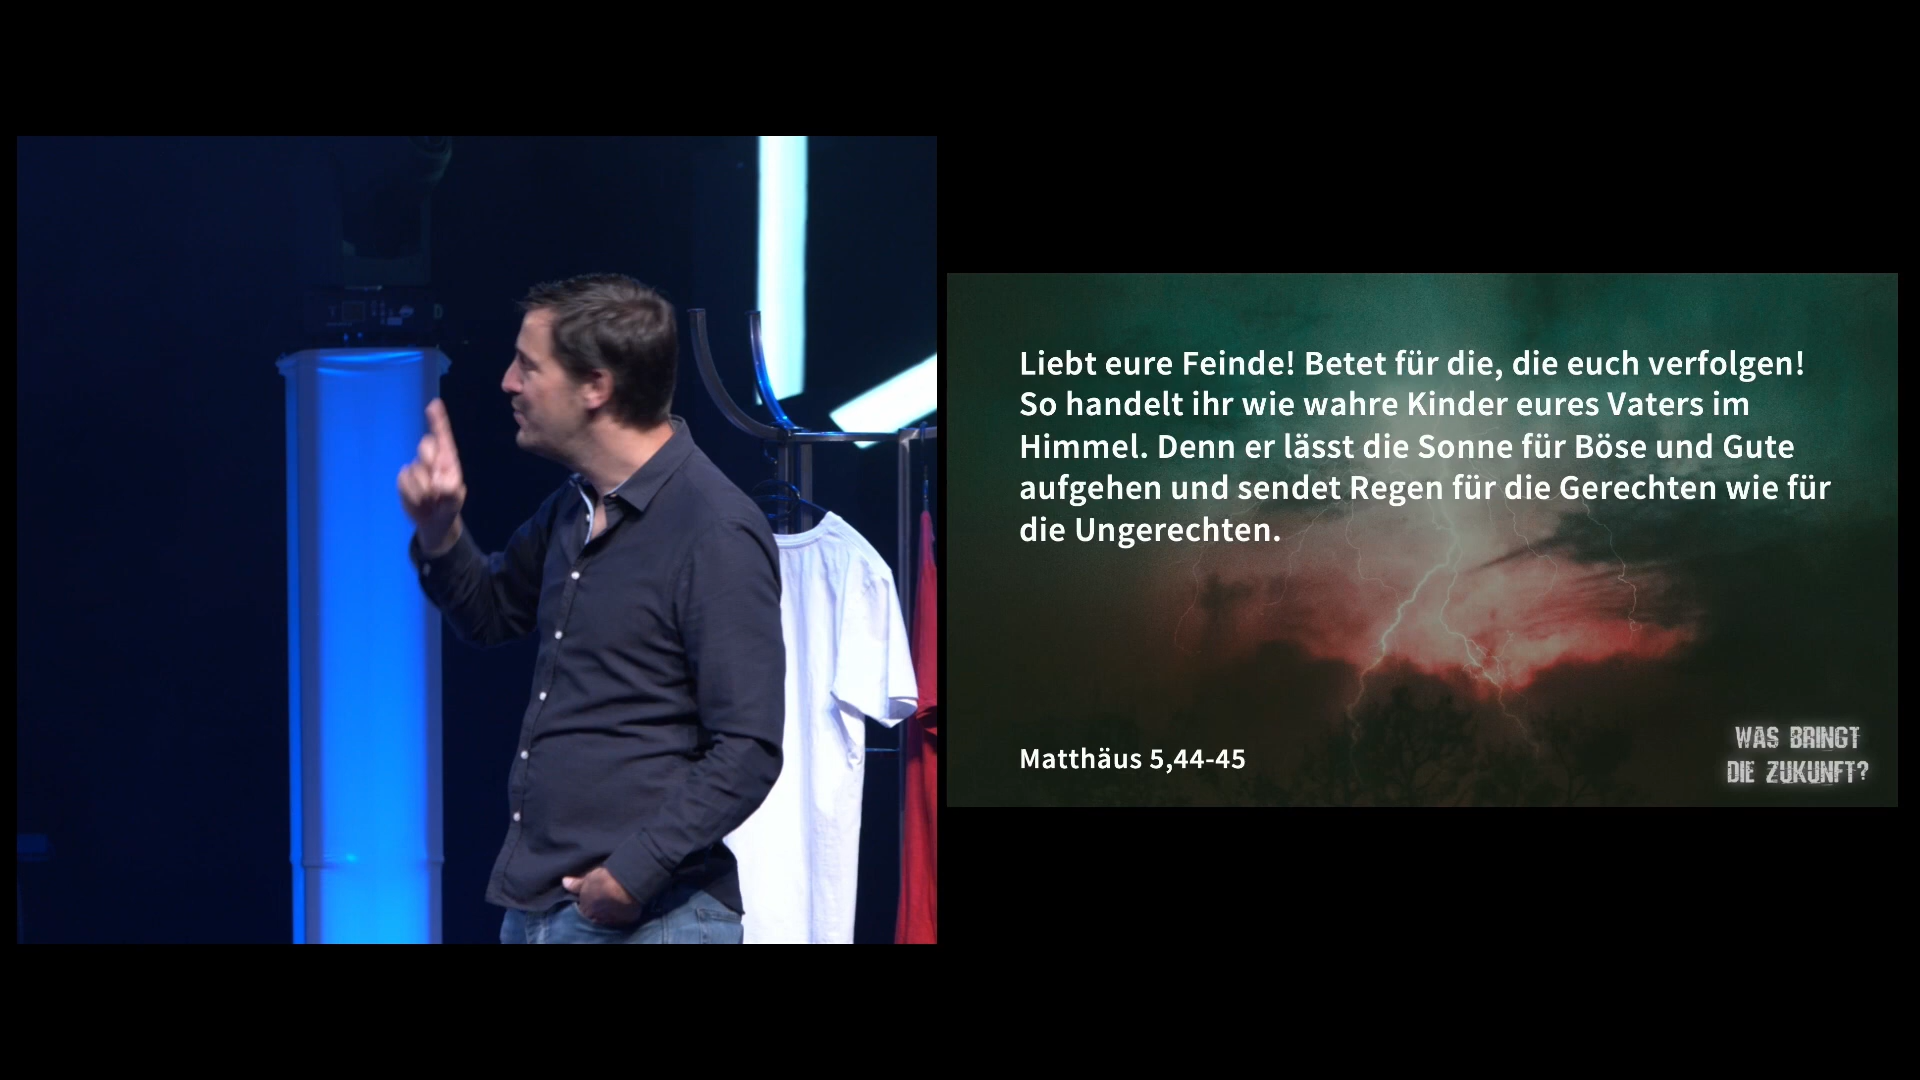 Liebt eure Feinde! Betet für die, die euch verfolgen!
So handelt ihr wie wahre Kinder eures Vaters im
Himmel. Denn er lässt die Sonne für Böse und Gute
aufgehen und sendet Regen für die Gerechten wie für
die Ungerechten.
Matthäus 5,44-45
WAS BRINGT
DIE ZUKUNFT?